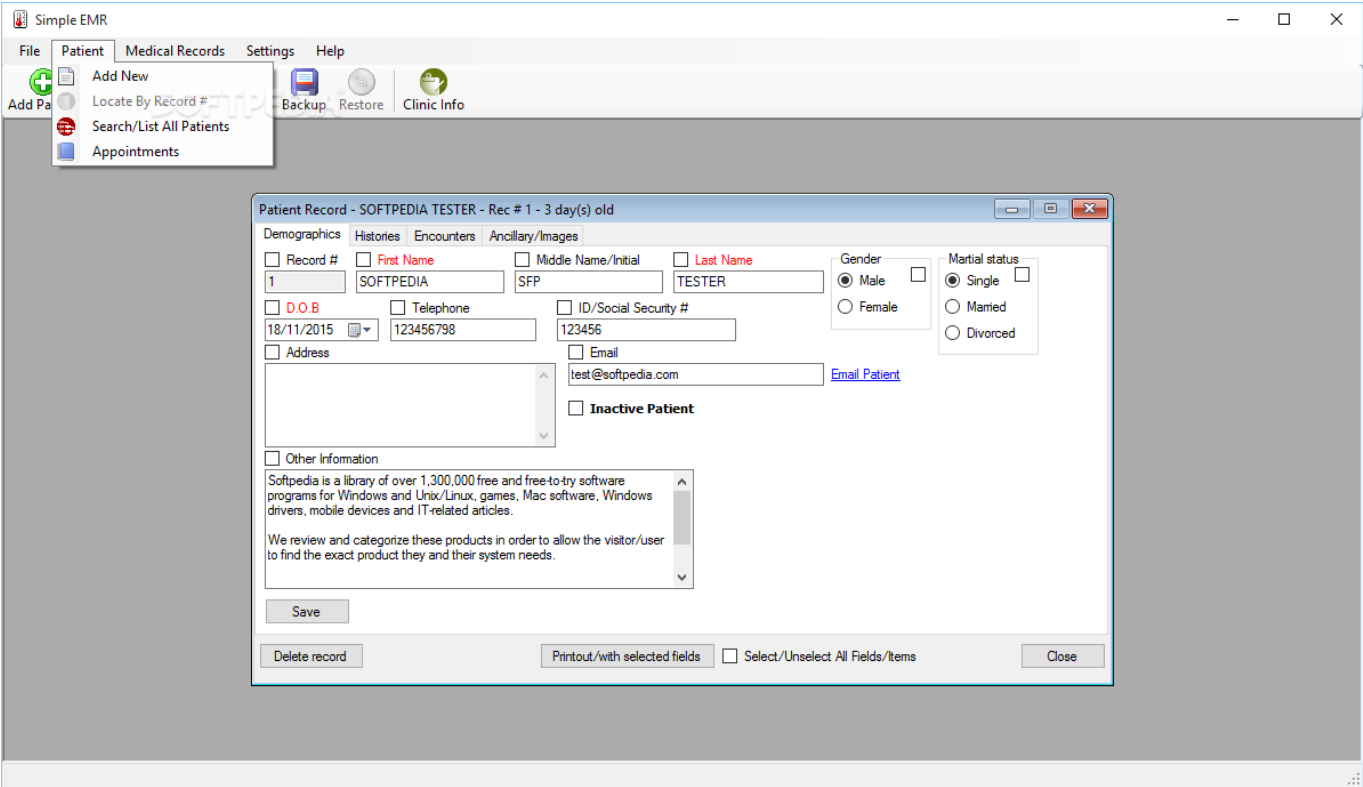 Simple EMR
File Patient Medical Records Settings Help
Add New
Locate By Record #
Search/List All Patients
Appointments
Add Pa
SOFTPEDIA
Backup Restore Clinic Info
Patient Record - SOFTPEDIA TESTER - Rec # 1 - 3 day(s) old
Demographics Histories Encounters Ancillary/Images
Record # First Name Middle Name/Initial Last Name Gender Martial status
1 SOFTPEDIA SFP TESTER Male Single
D.O.B Telephone ID/Social Security # Female Married
18/11/2015 123456798 123456 Divorced
Address Email
test@softpedia.com Email Patient
Inactive Patient
Other Information
Softpedia is a library of over 1,300,000 free and free-to-try software
programs for Windows and Unix/Linux, games, Mac software, Windows
drivers, mobile devices and IT-related articles.
We review and categorize these products in order to allow the visitor/user
to find the exact product they and their system needs.
Save
Delete record Printout/with selected fields Select/Unselect All Fields/Items Close